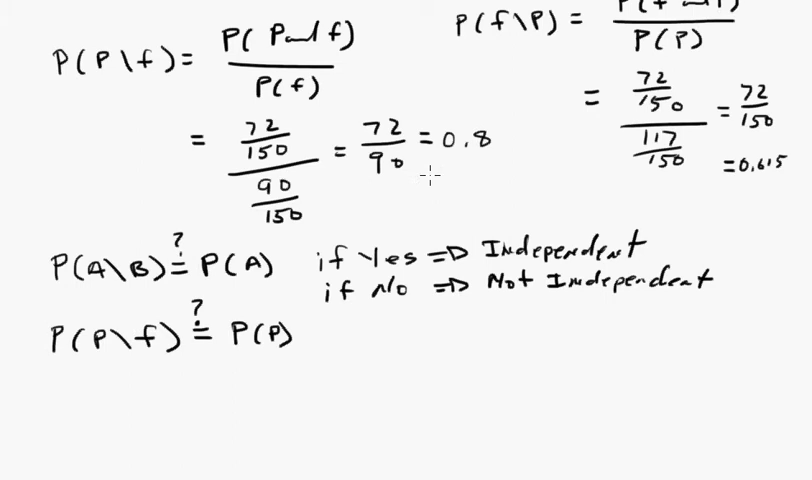 P(P\f) = P(P and f) / P(f)
= 72/150 / 90/150 = 72/90 = 0.8
P(f\P) = P(f and P) / P(P)
= 72/150 / 117/150 = 72/150
= 0.615
P(A\B) ?= P(A) if Yes => Independent
if No => Not Independent
P(P\f) ?= P(P)